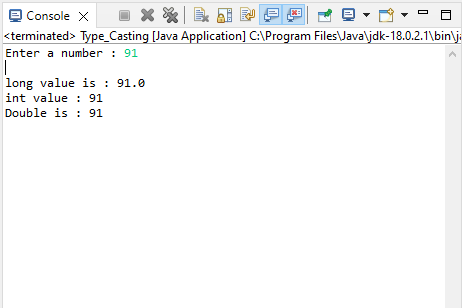 Console
<terminated> Type_Casting [Java Application] C:\Program Files\Java\jdk-18.0.2.1\bin\ja
Enter a number : 91
long value is : 91.0
int value : 91
Double is : 91